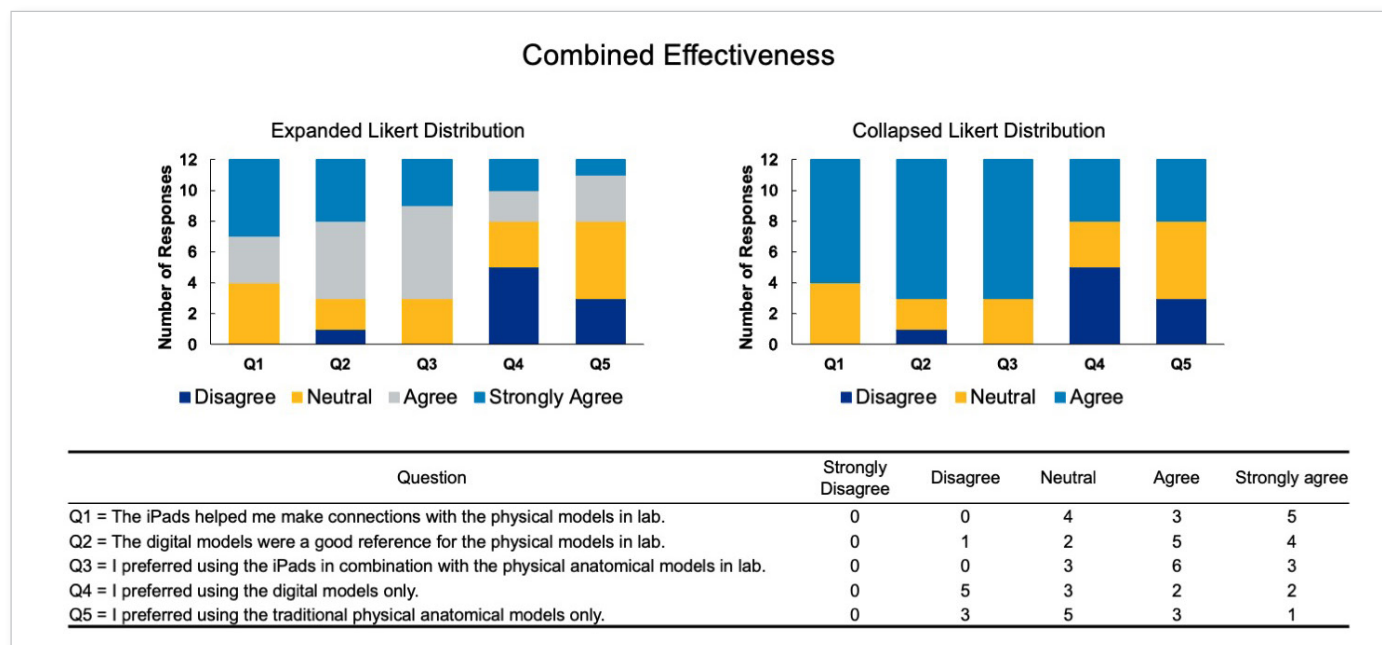 Combined Effectiveness
Expanded Likert Distribution
12
10
8
6
4
2
0
Number of Responses
Q1 Q2 Q3 Q4 Q5
Disagree Neutral Agree Strongly Agree
Collapsed Likert Distribution
12
10
8
6
4
2
0
Number of Responses
Q1 Q2 Q3 Q4 Q5
Disagree Neutral Agree
Question Strongly Disagree Disagree Neutral Agree Strongly agree
Q1 = The iPads helped me make connections with the physical models in lab. 0 0 4 3 5
Q2 = The digital models were a good reference for the physical models in lab. 0 1 2 5 4
Q3 = I preferred using the iPads in combination with the physical anatomical models in lab. 0 0 3 6 3
Q4 = I preferred using the digital models only. 0 5 3 2 2
Q5 = I preferred using the traditional physical anatomical models only. 0 3 5 3 1